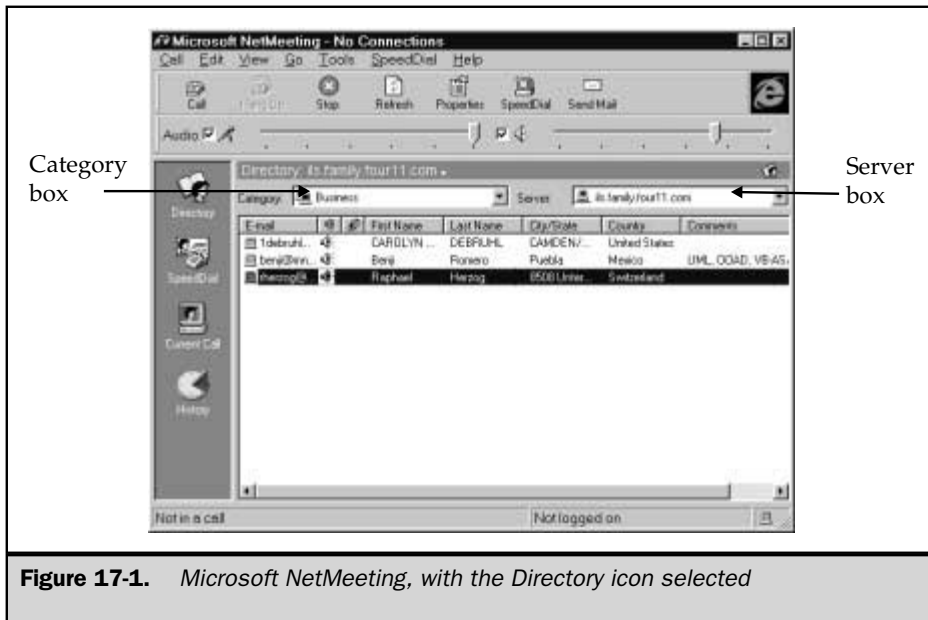 Microsoft NetMeeting - No Connections
Call Edit View Go Tools SpeedDial Help
Call Stop Refresh Properties SpeedDial Send Mail
Audio
Category box
Server box
Directory: ils.family.four11.com
Category: Business Server: ils.family.four11.com
Directory
SpeedDial
Current Call
History
E-mail First Name Last Name City/State Country Comments
CAROLYN ... DEBRUHL CAMDEN/... United States
Benji Romero Puebla Mexico UML, OOAD, VB-AS
Raphael Herzog Switzerland
Not in a call Not logged on
Figure 17-1. Microsoft NetMeeting, with the Directory icon selected